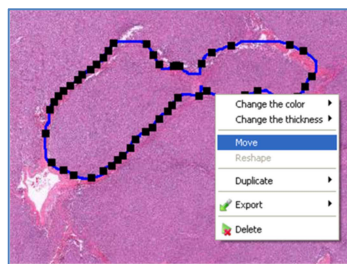 Change the color
Change the thickness
Move
Reshape
Duplicate
Export
Delete